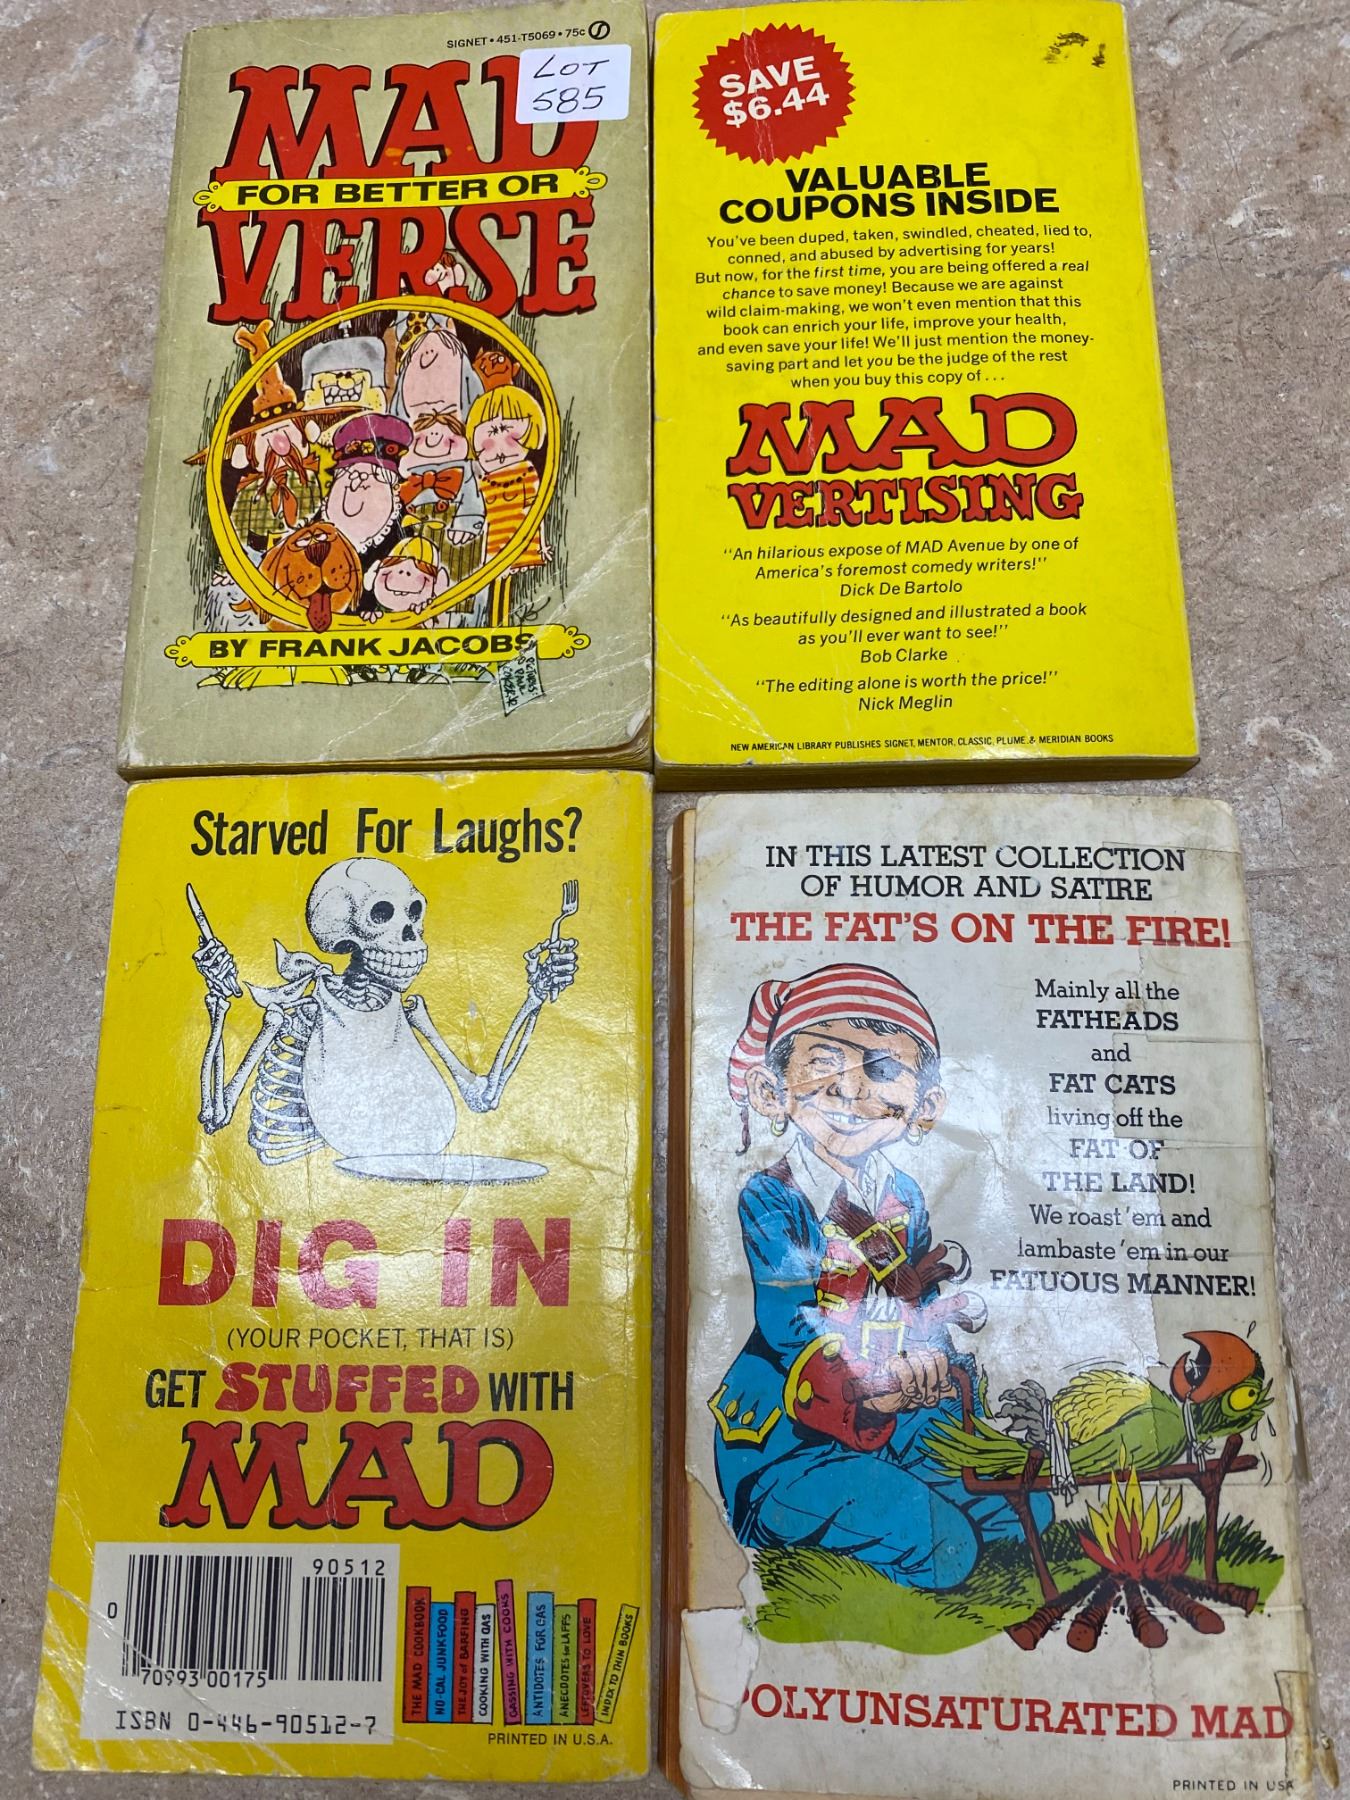 SIGNET • 451-T5069 • 75c
LOT
585
MAD
FOR BETTER OR
VERSE
BY FRANK JACOBS
SAVE
$6.44
VALUABLE
COUPONS INSIDE
You've been duped, taken, swindled, cheated, lied to,
conned, and abused by advertising for years!
But now, for the first time, you are being offered a real
chance to save money! Because we are against
wild claim-making, we won't even mention that this
book can enrich your life, improve your health,
and even save your life! We'll just mention the money-
saving part and let you be the judge of the rest
when you buy this copy of . . .
MAD
VERTISING
"An hilarious expose of MAD Avenue by one of
America's foremost comedy writers!"
Dick De Bartolo
"As beautifully designed and illustrated a book
as you'll ever want to see!"
Bob Clarke
"The editing alone is worth the price!"
Nick Meglin
NEW AMERICAN LIBRARY PUBLISHES SIGNET, MENTOR, CLASSIC, PLUME & MERIDIAN BOOKS
Starved For Laughs?
DIG IN
(YOUR POCKET, THAT IS)
GET STUFFED WITH
MAD
90512
0
70993 00175
ISBN 0-446-90512-7
THE MAD COOKBOOK
HO-CAL JUNKFOOD
THE JOY of BARFING
COOKING WITH GAS
GASSING WITH COOKS
ANTIDOTES FOR GAS
ANECDOTES for LAFFS
LEFTOVERS TO LOVE
INDEX TO THIN BOOKS
PRINTED IN U.S.A.
IN THIS LATEST COLLECTION
OF HUMOR AND SATIRE
THE FAT'S ON THE FIRE!
Mainly all the
FATHEADS
and
FAT CATS
living off the
FAT OF
THE LAND!
We roast 'em and
lambaste 'em in our
FATUOUS MANNER!
POLYUNSATURATED MAD
PRINTED IN USA